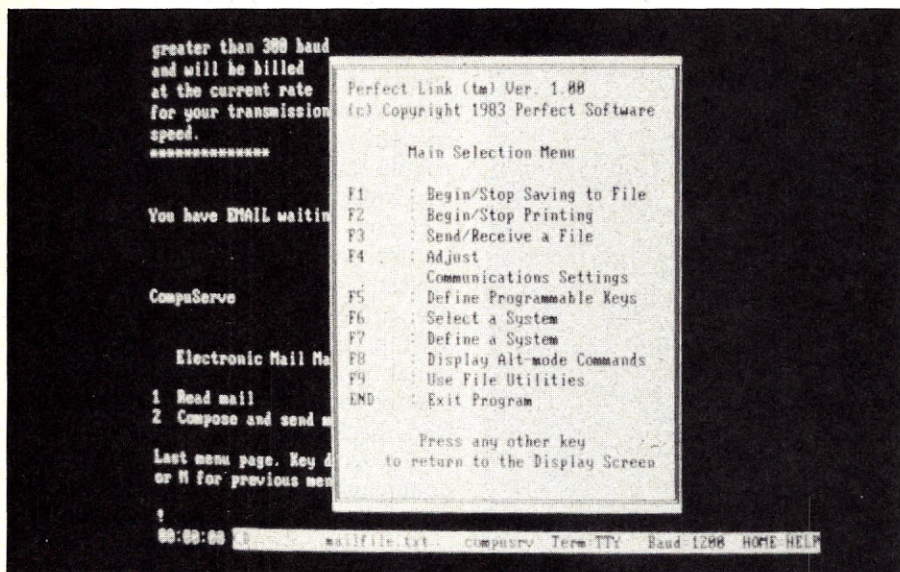 greater than 300 baud
and will be billed
at the current rate
for your transmission
speed.
**************
You have EMAIL waitin
CompuServe
Electronic Mail Ma
1 Read mail
2 Compose and send m
Last menu page. Key d
or M for previous men
!
Perfect Link (tm) Ver. 1.00
(c) Copyright 1983 Perfect Software
Main Selection Menu
F1 : Begin/Stop Saving to File
F2 : Begin/Stop Printing
F3 : Send/Receive a File
F4 : Adjust
Communications Settings
F5 : Define Programmable Keys
F6 : Select a System
F7 : Define a System
F8 : Display Alt-mode Commands
F9 : Use File Utilities
END : Exit Program
Press any other key
to return to the Display Screen
00:00:00 mailfile.txt compusrv Term-TTY Baud-1200 HOME-HELP